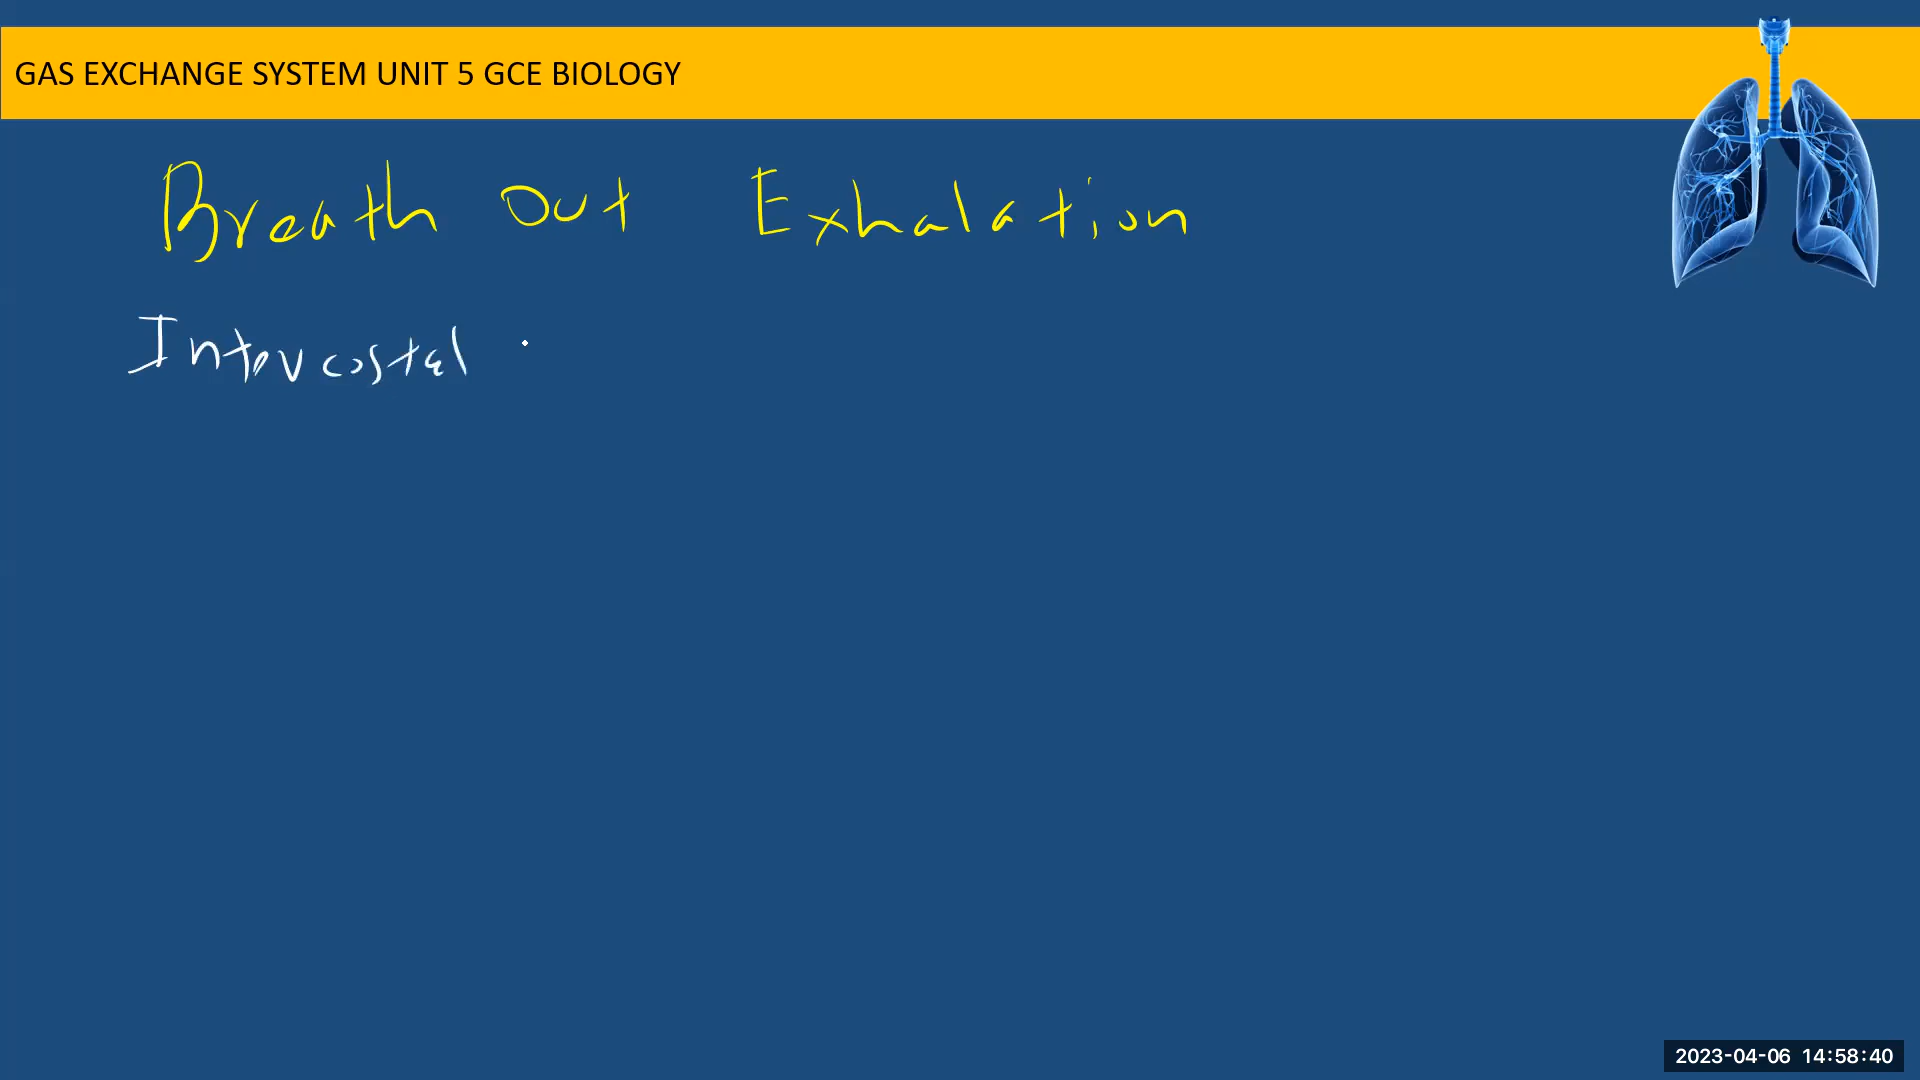 GAS EXCHANGE SYSTEM UNIT 5 GCE BIOLOGY
Breath Out Exhalation
Intercostal
2023-04-06 14:58:40